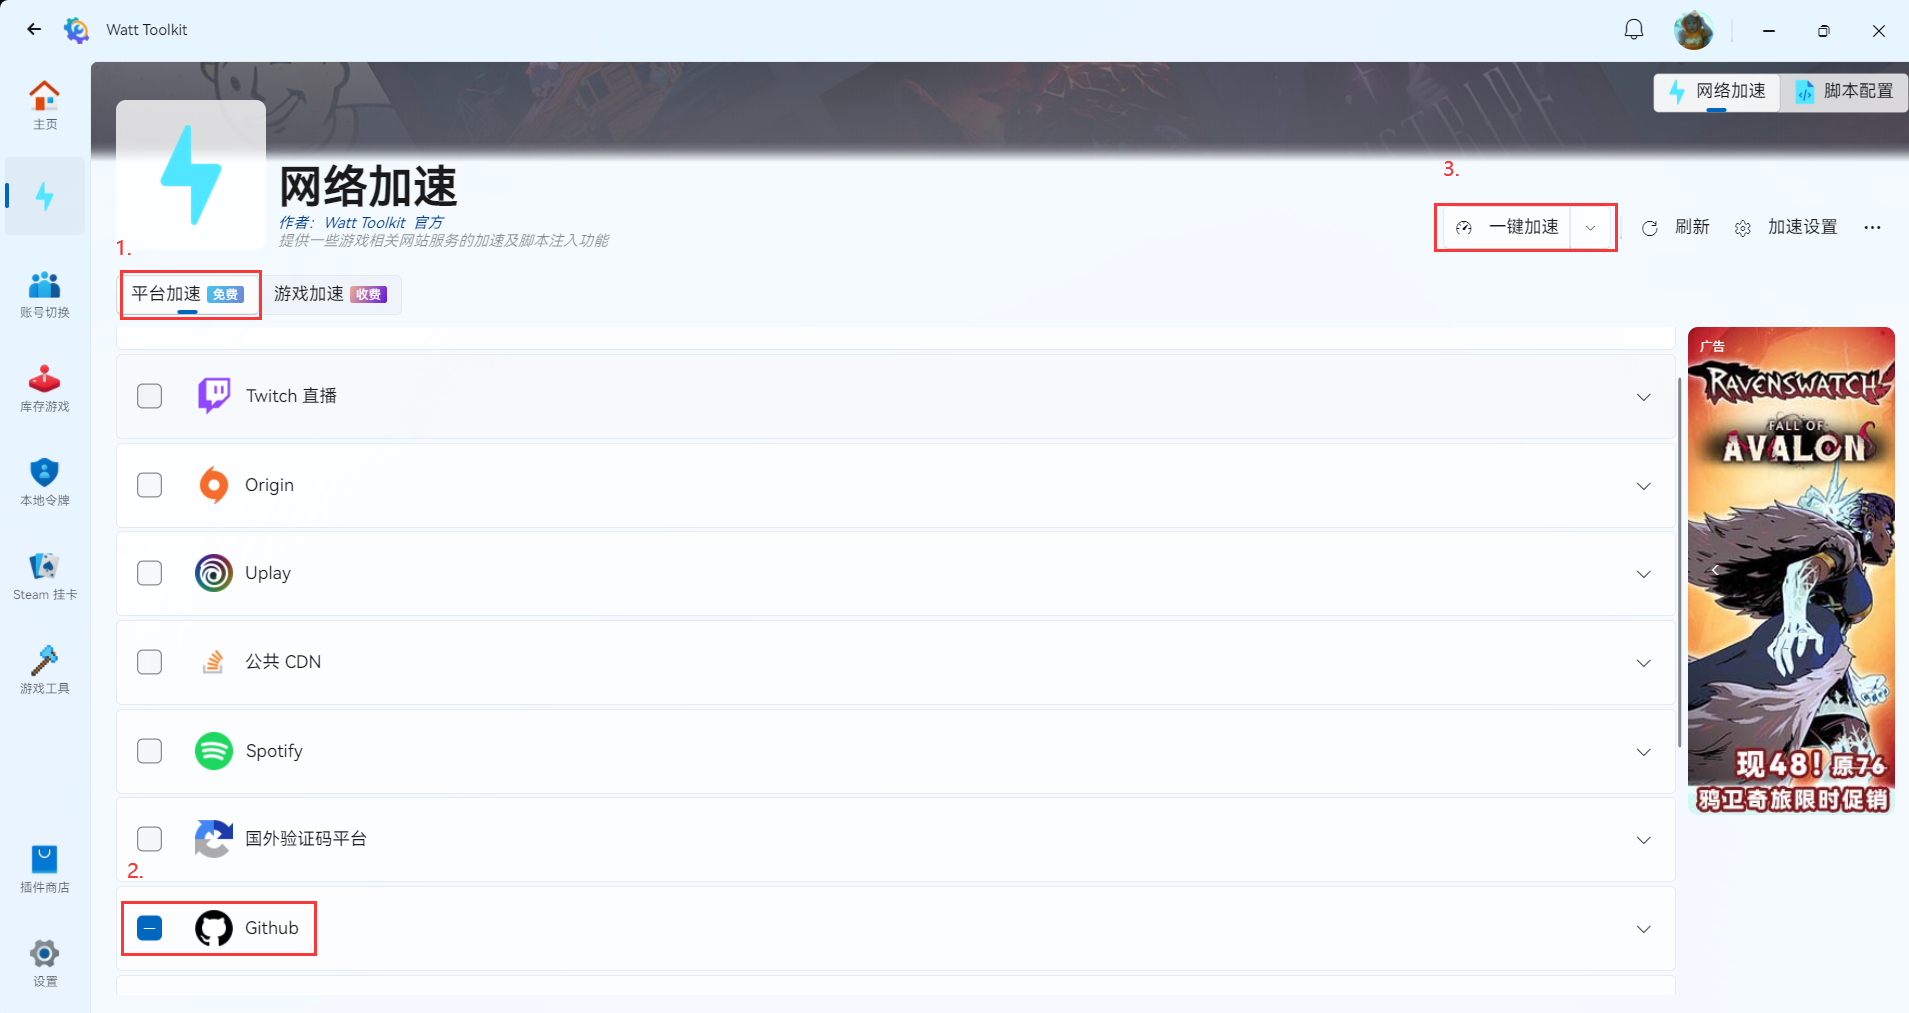 Watt Toolkit
网络加速
脚本配置
主页
网络加速
作者： Watt Toolkit 官方
提供一些游戏相关网站服务的加速及脚本注入功能
3.
一键加速
刷新
加速设置
1.
平台加速 免费
游戏加速 收费
账号切换
库存游戏
本地令牌
Steam 挂卡
游戏工具
插件商店
设置
Twitch 直播
Origin
Uplay
公共 CDN
Spotify
国外验证码平台
2.
Github
广告
RAVENSWATCH
FALL OF
AVALON
现48！原76
鸦卫奇旅限时促销